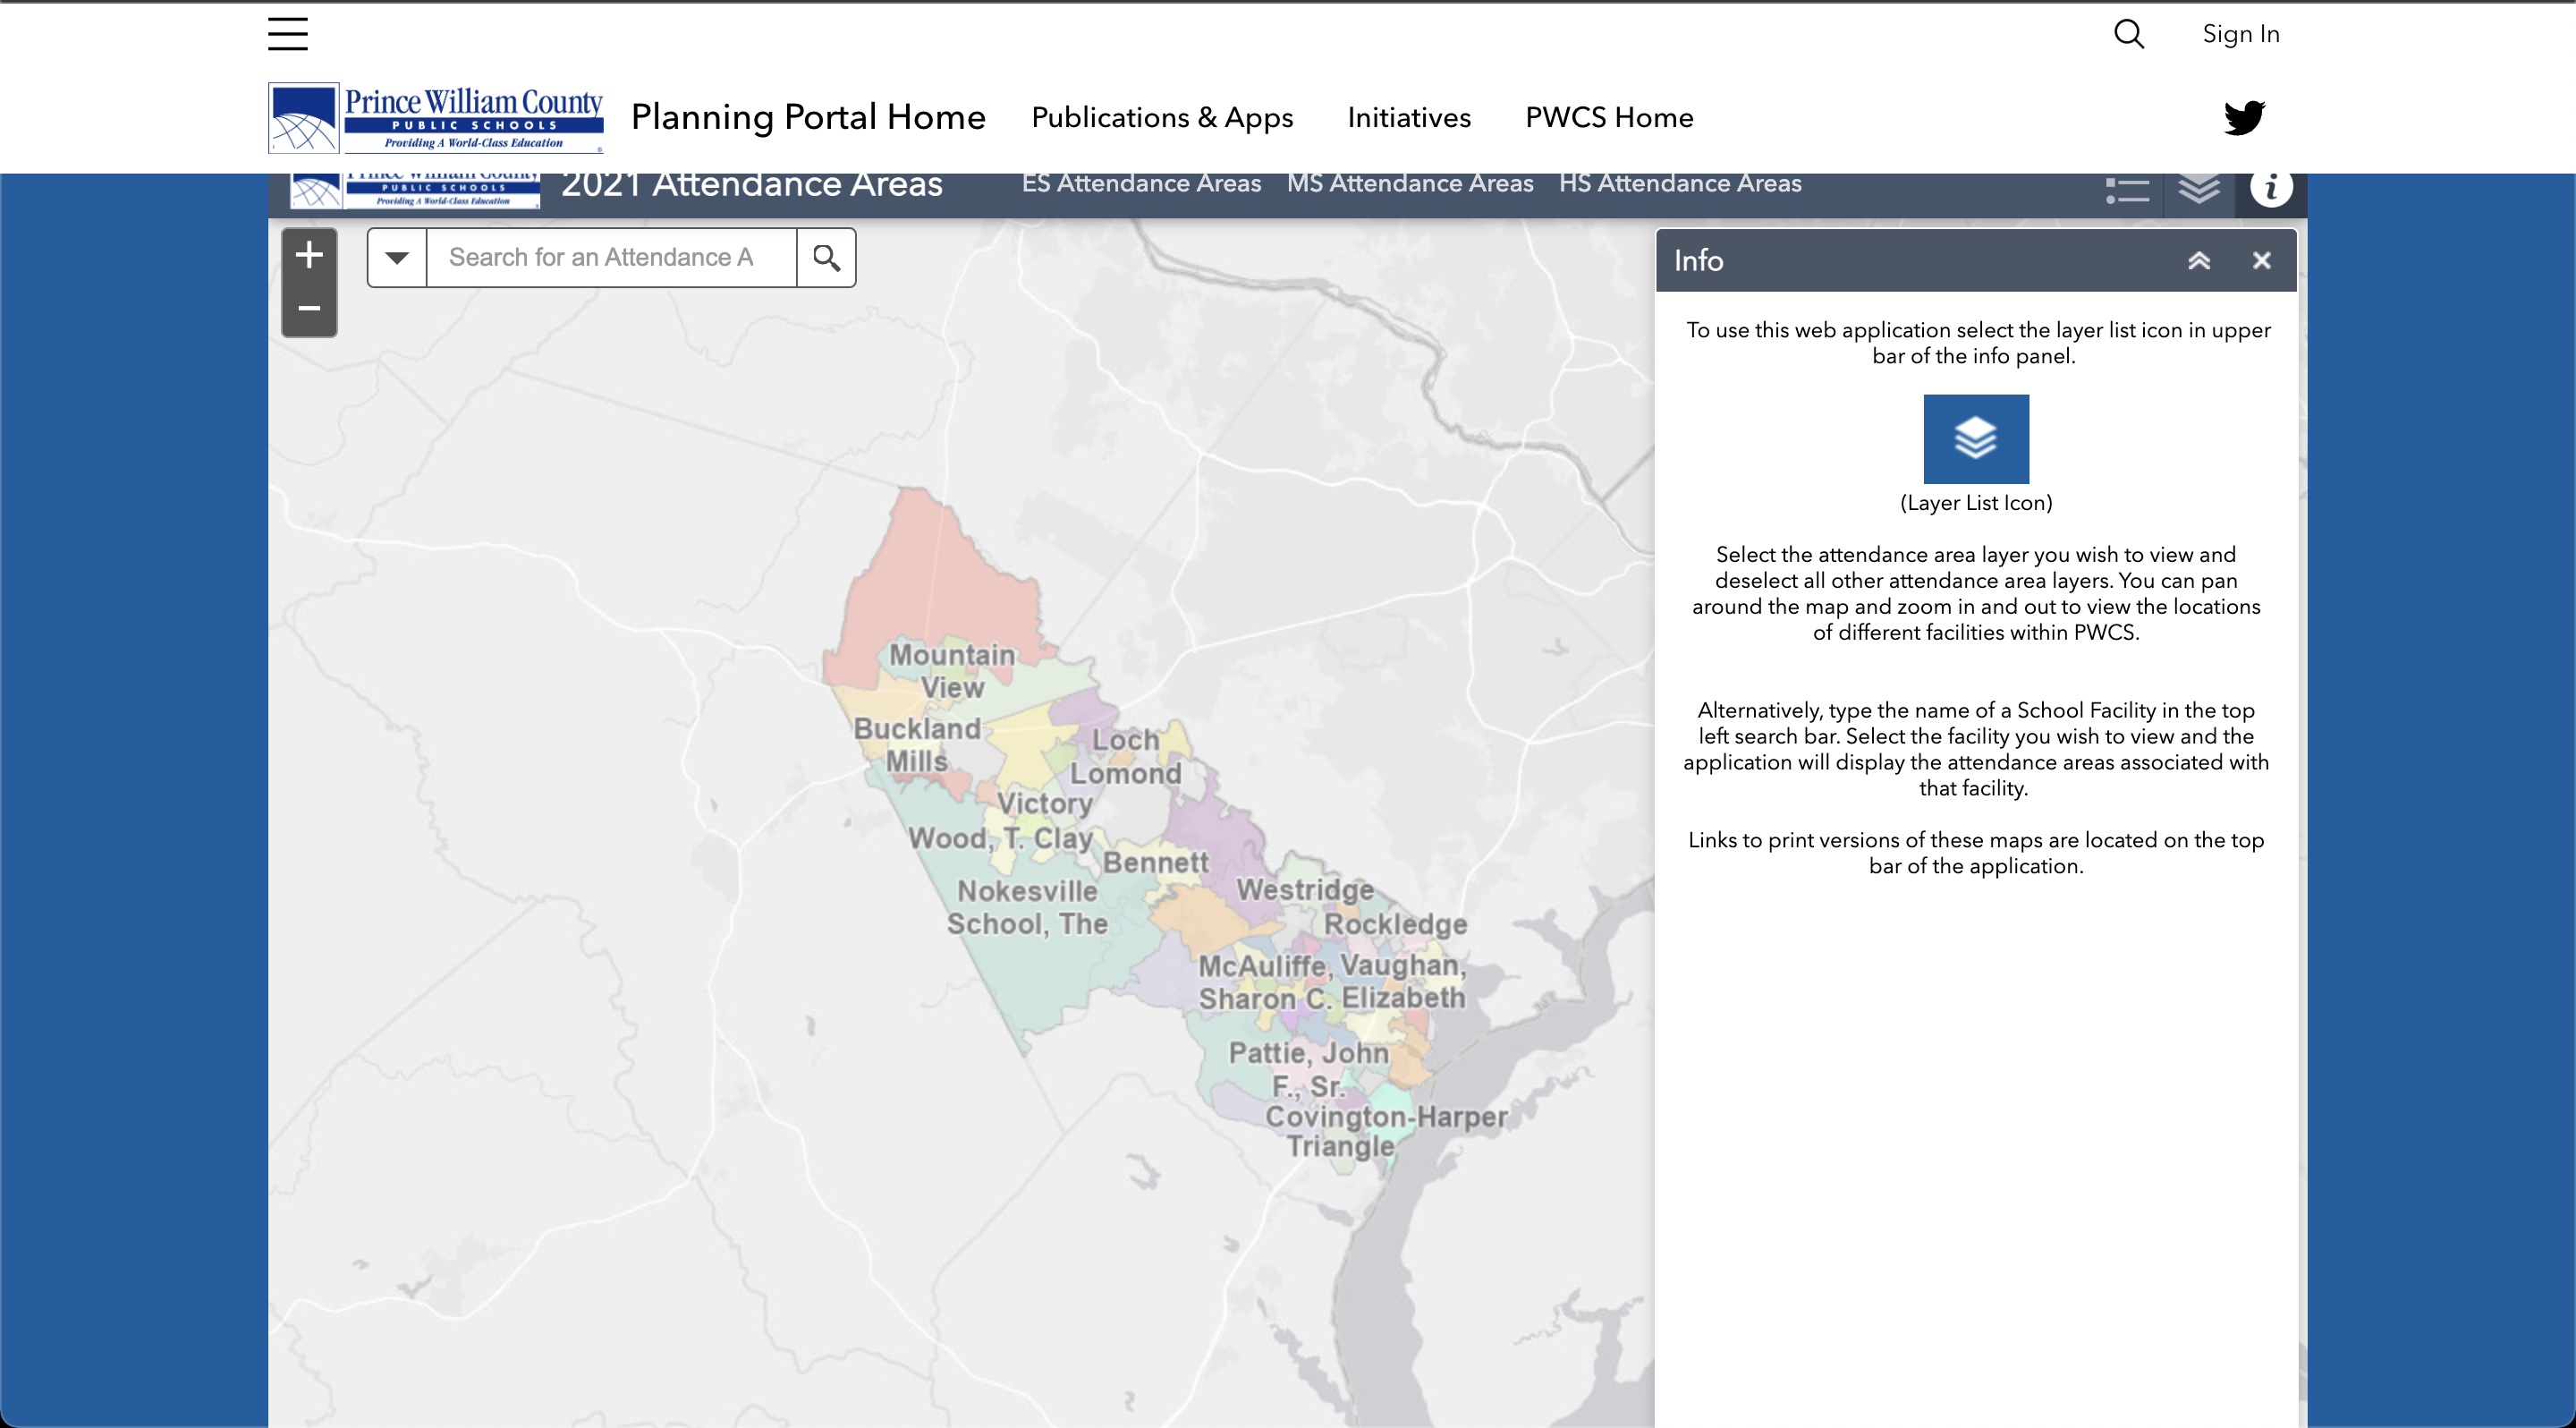 Sign In
Prince William County
PUBLIC SCHOOLS
Providing A World-Class Education
Planning Portal Home
Publications & Apps
Initiatives
PWCS Home
Prince William County
PUBLIC SCHOOLS
Providing A World-Class Education
2021 Attendance Areas
ES Attendance Areas
MS Attendance Areas
HS Attendance Areas
Search for an Attendance A
Info
To use this web application select the layer list icon in upper
bar of the info panel.
(Layer List Icon)
Select the attendance area layer you wish to view and
deselect all other attendance area layers. You can pan
around the map and zoom in and out to view the locations
of different facilities within PWCS.
Alternatively, type the name of a School Facility in the top
left search bar. Select the facility you wish to view and the
application will display the attendance areas associated with
that facility.
Links to print versions of these maps are located on the top
bar of the application.
Mountain
View
Buckland
Mills
Loch
Lomond
Victory
Wood, T. Clay
Bennett
Nokesville
School, The
Westridge
Rockledge
McAuliffe,
Sharon C.
Vaughan,
Elizabeth
Pattie, John
F., Sr.
Covington-Harper
Triangle